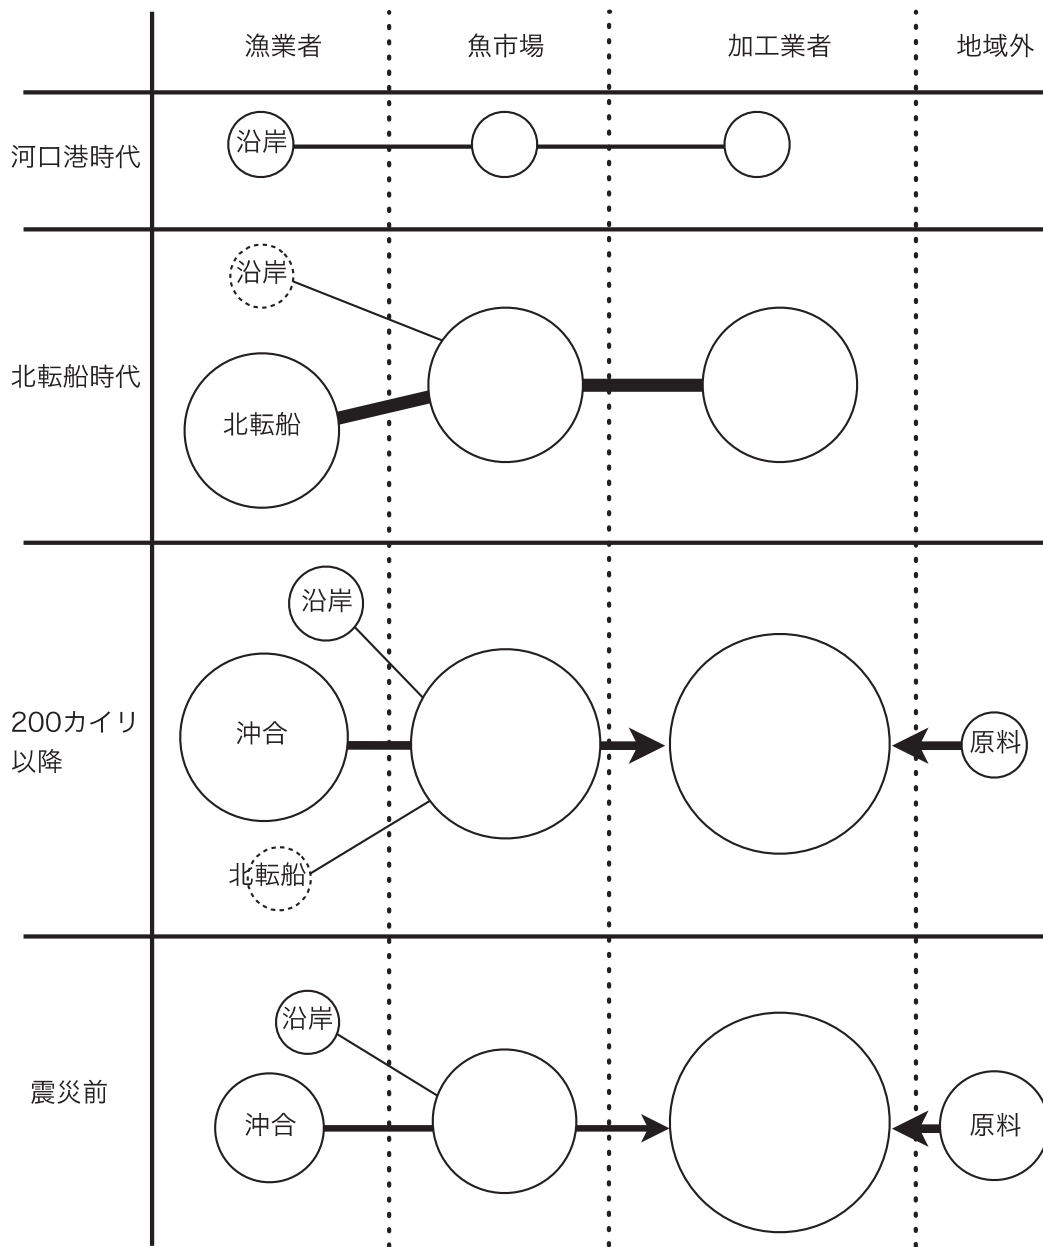 漁業者
魚市場
加工業者
地域外
河口港時代
沿岸
北転船時代
沿岸
北転船
200カイリ
以降
沿岸
沖合
北転船
原料
震災前
沿岸
沖合
原料